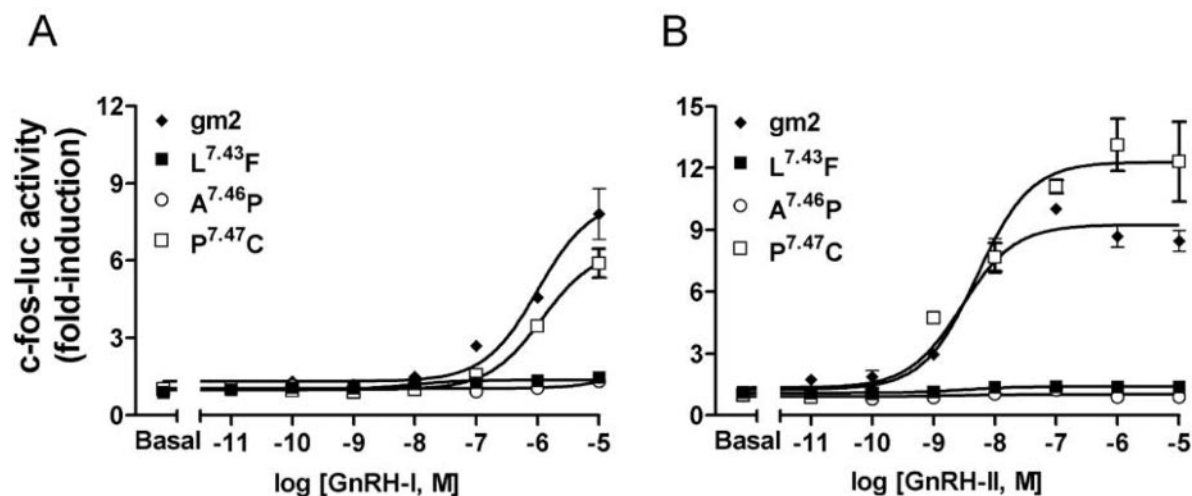 A
c-fos-luc activity
(fold-induction)
12
9
6
3
0
gm2
L7.43F
A7.46P
P7.47C
Basal -11 -10 -9 -8 -7 -6 -5
log [GnRH-I, M]
B
15
12
9
6
3
0
gm2
L7.43F
A7.46P
P7.47C
Basal -11 -10 -9 -8 -7 -6 -5
log [GnRH-II, M]